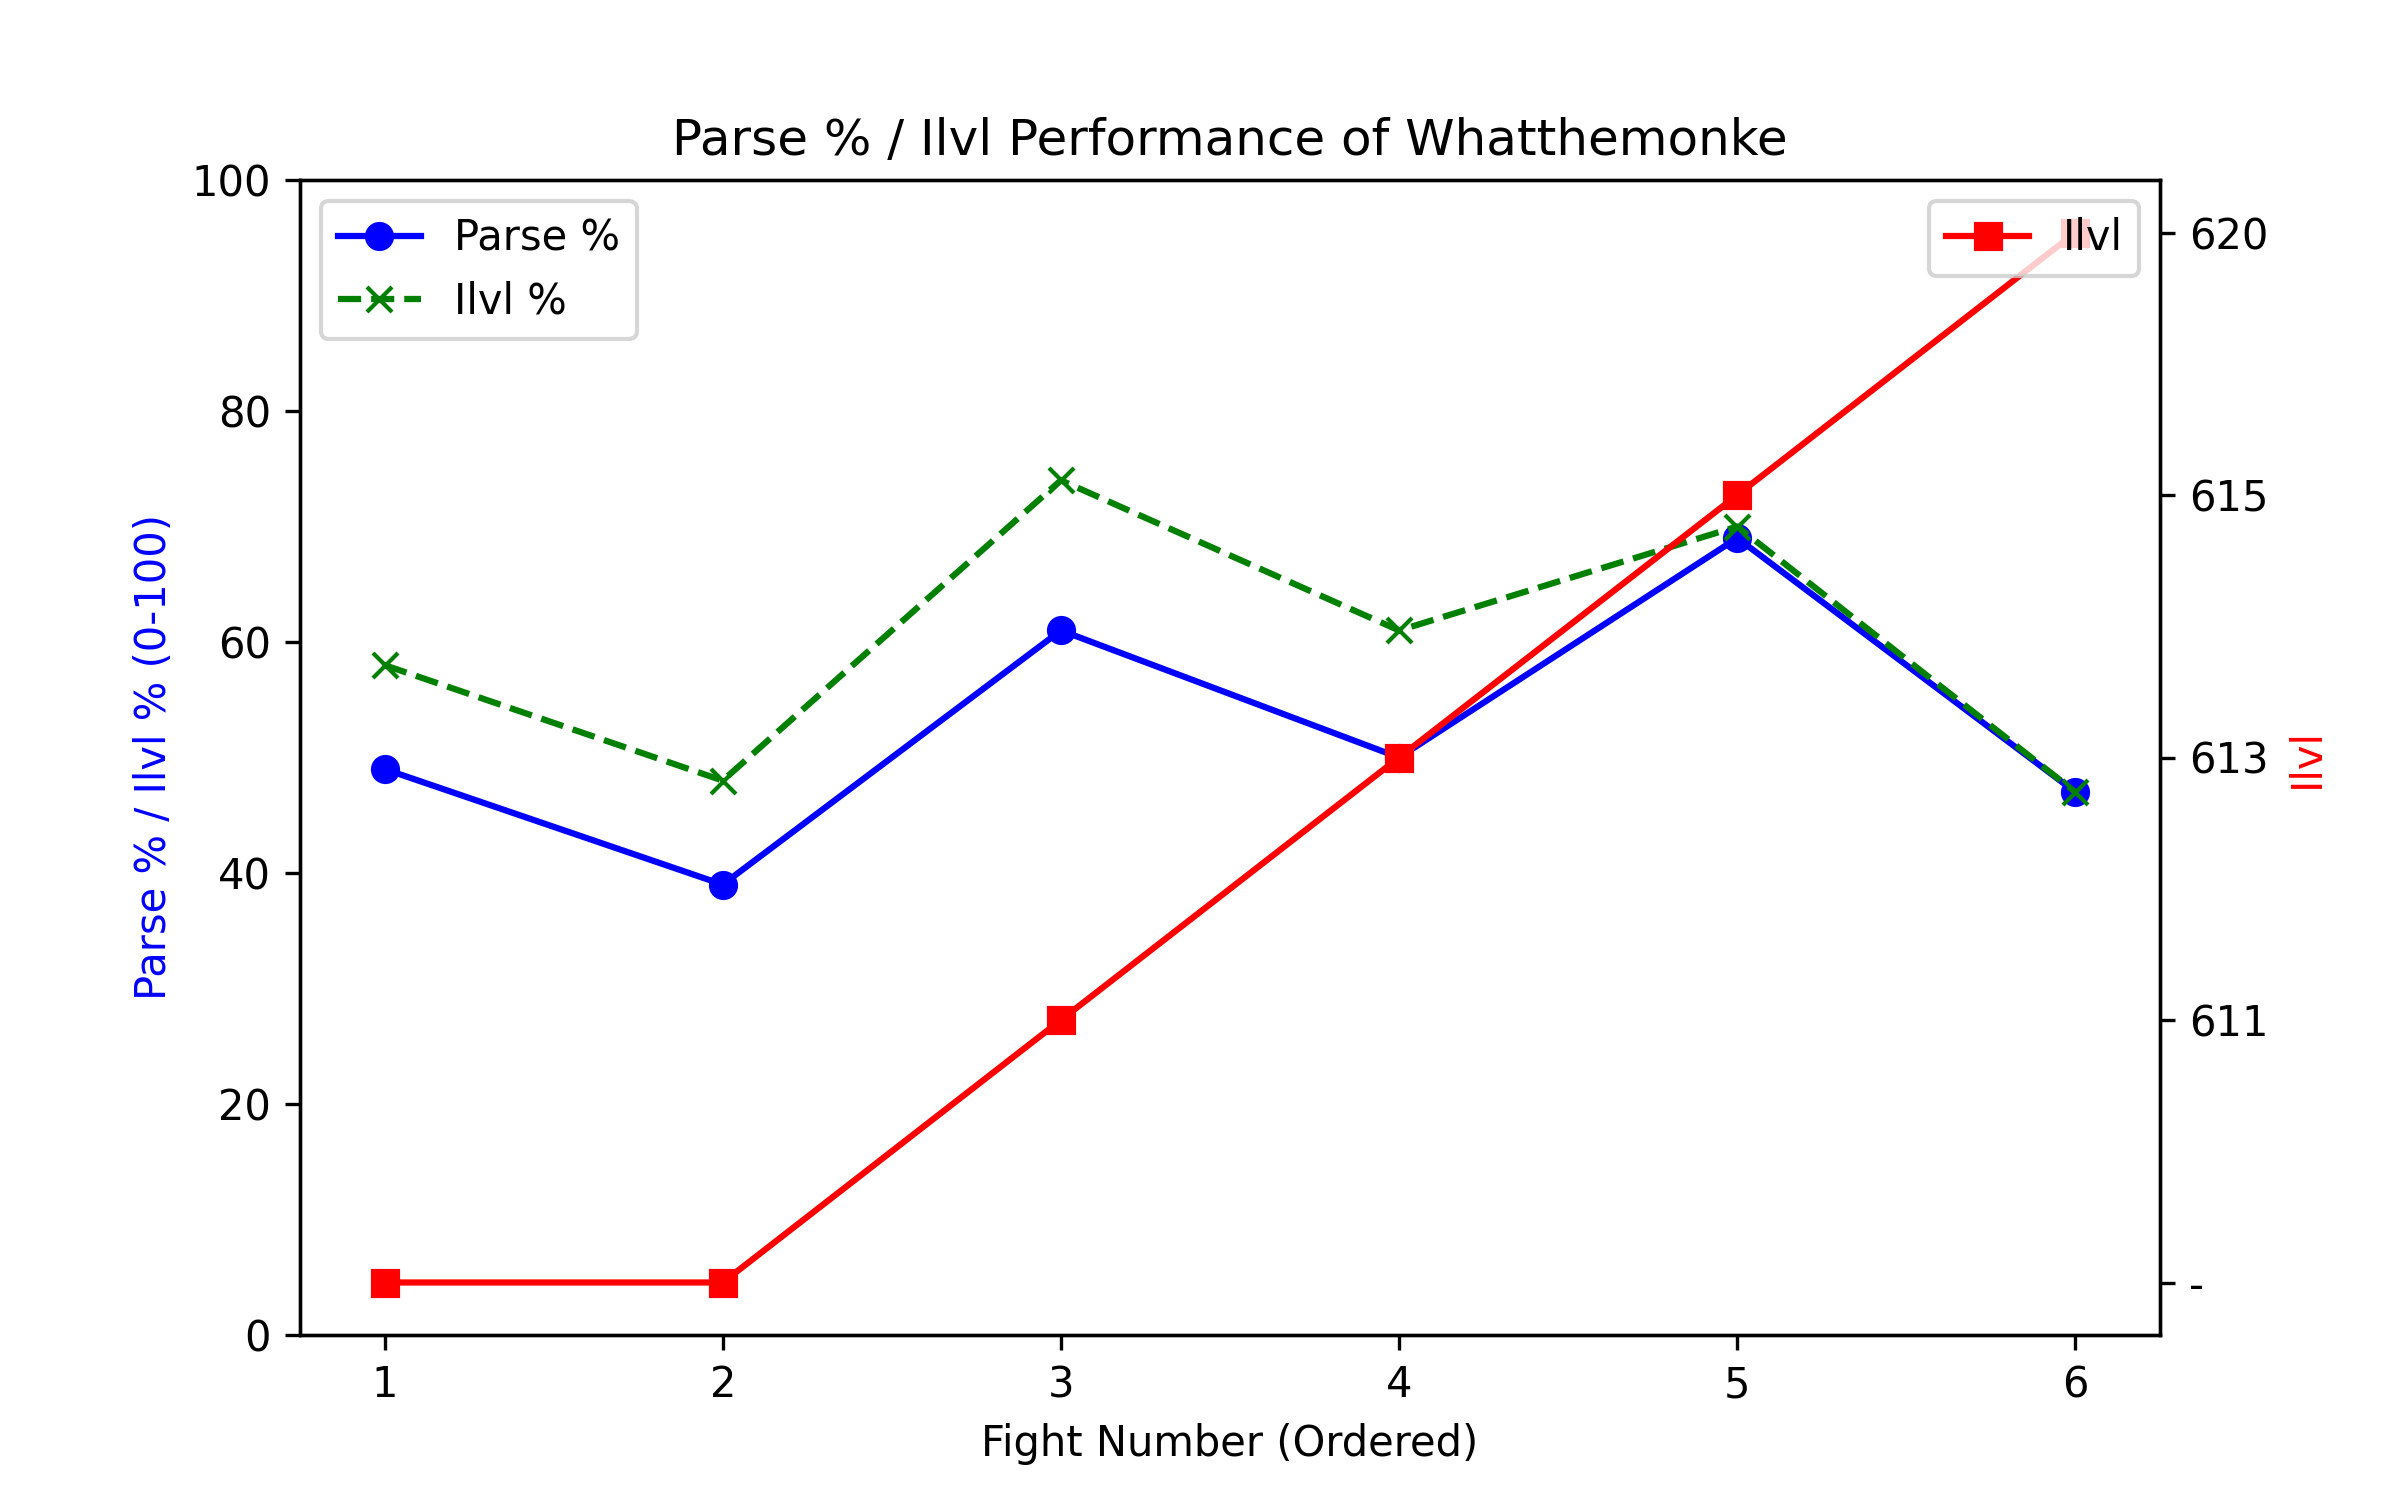 Parse % / Ilvl Performance of Whatthemonke
Parse %
Ilvl %
Ilvl
100
80
60
40
20
0
Parse % / Ilvl % (0-100)
620
615
613
611
-
Ilvl
1 2 3 4 5 6
Fight Number (Ordered)